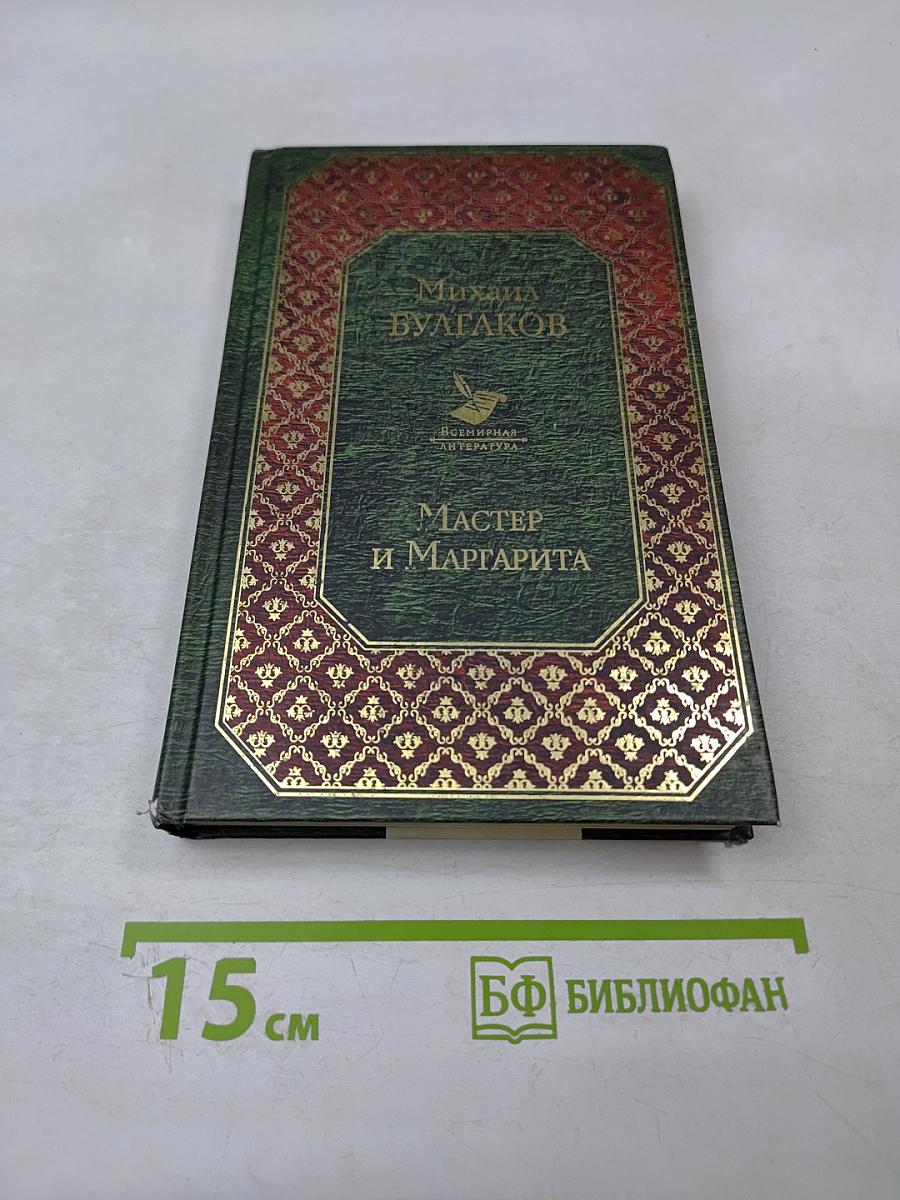 Михаил
БУЛГАКОВ
ВСЕМИРНАЯ
ЛИТЕРАТУРА
МАСТЕР
И МАРГАРИТА
15 см
БФ БИБЛИОФАН